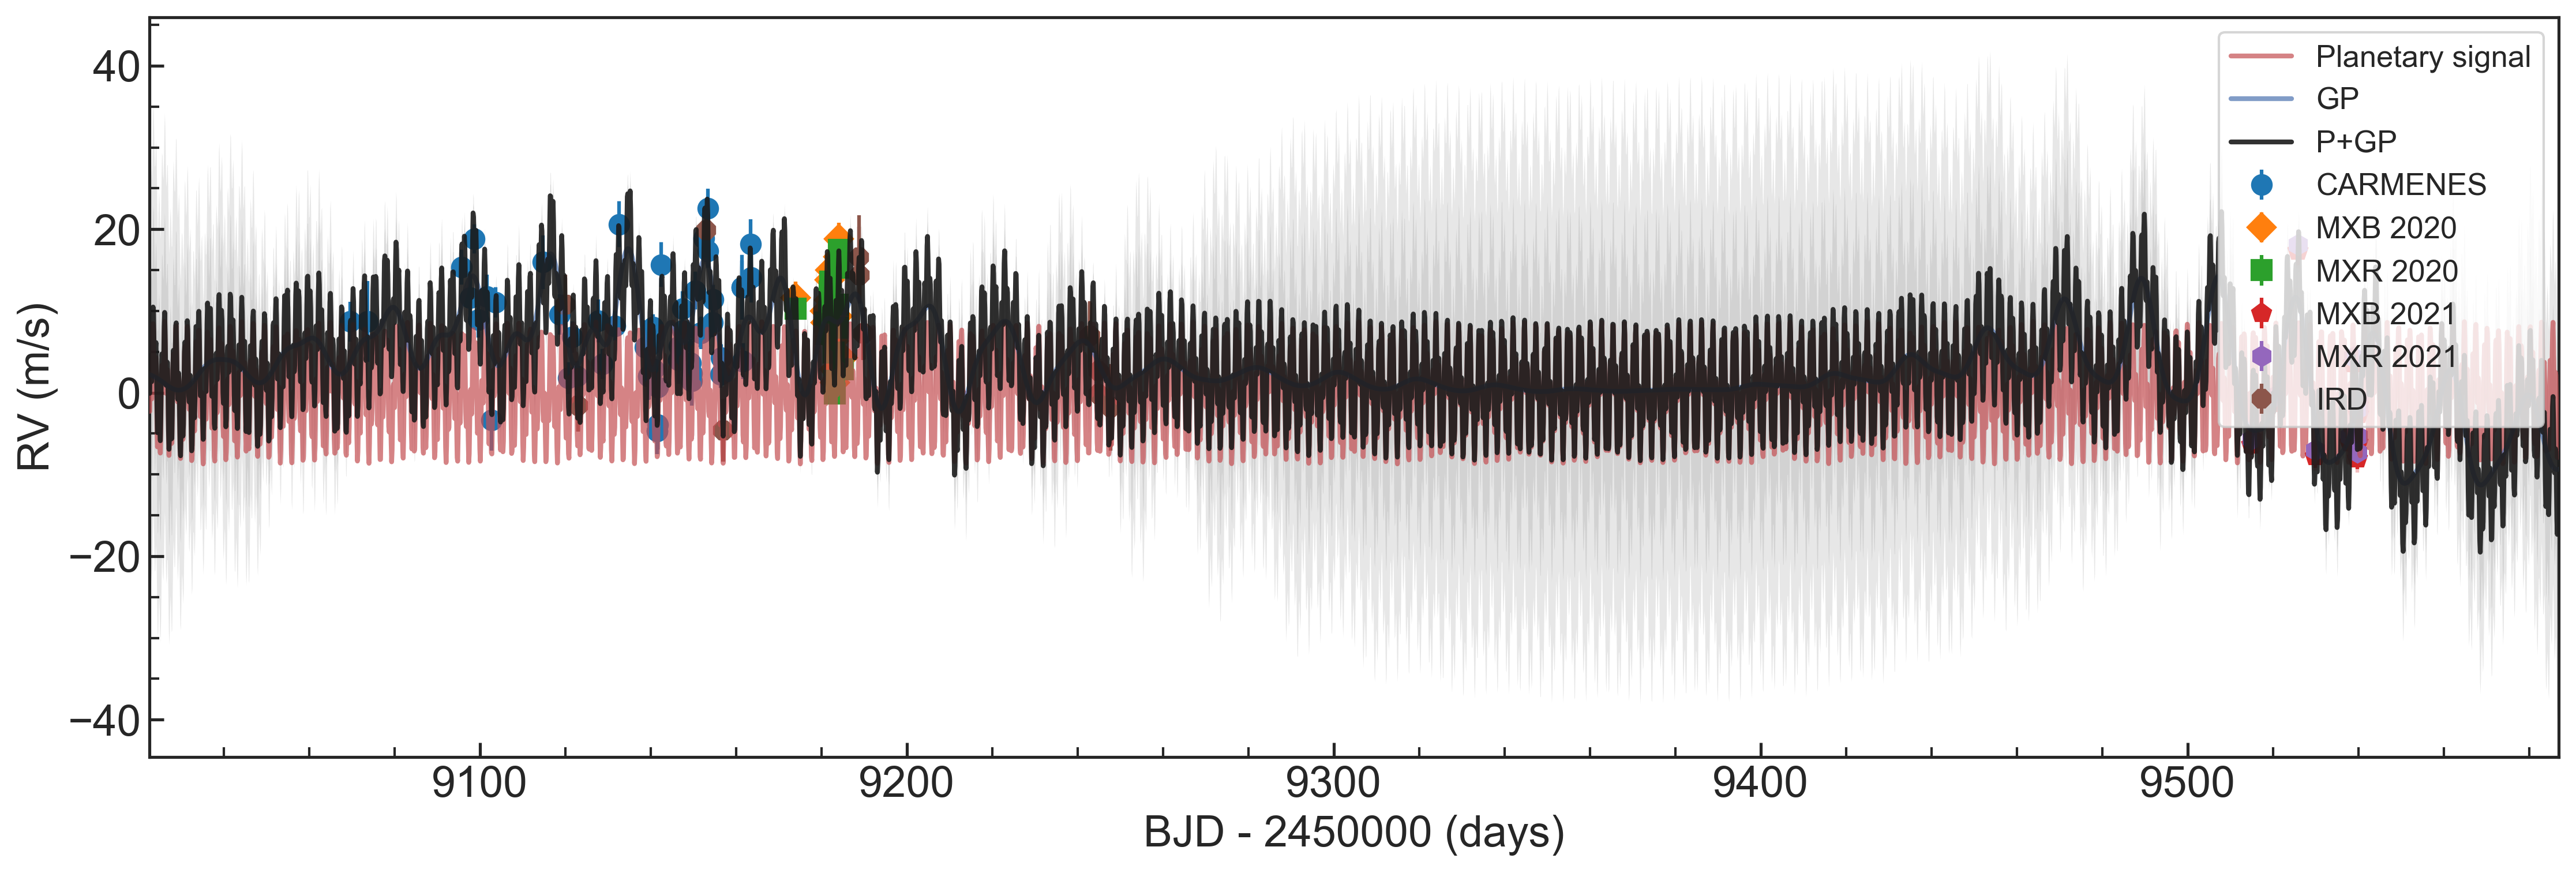 RV (m/s)
40
20
0
−20
−40
9100
9200
9300
9400
9500
BJD - 2450000 (days)
Planetary signal
GP
P+GP
CARMENES
MXB 2020
MXR 2020
MXB 2021
MXR 2021
IRD